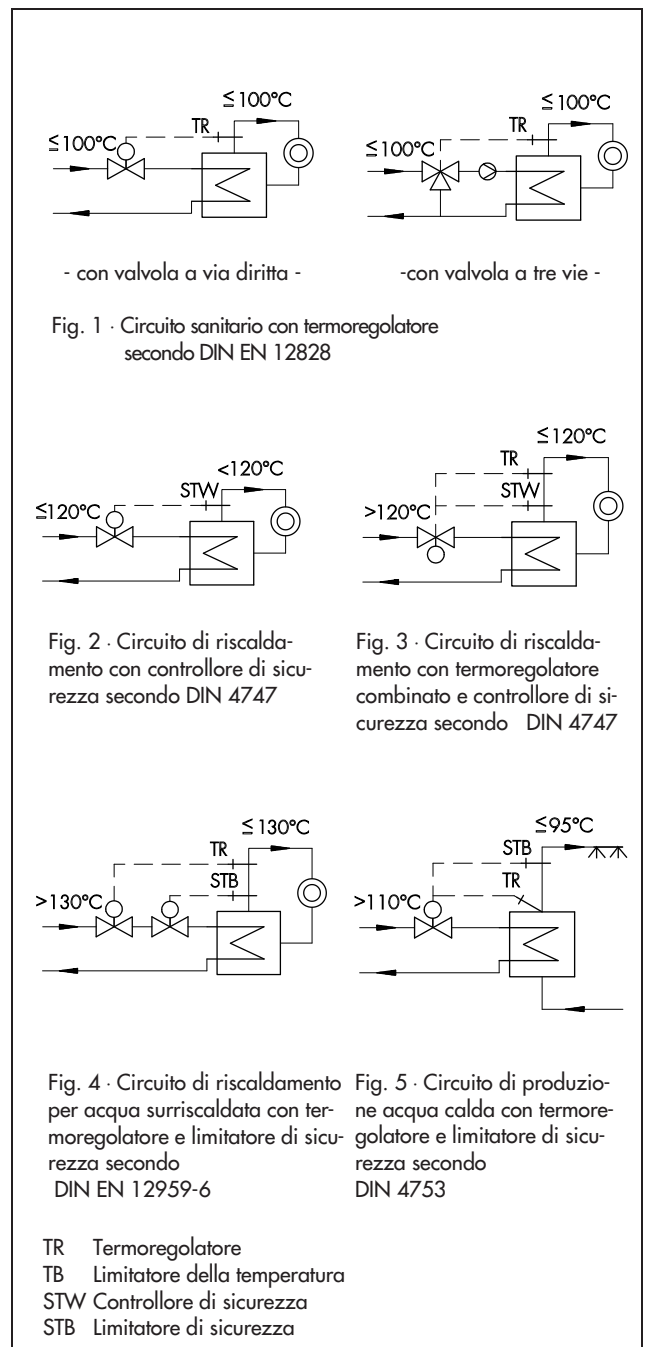 ≤100°C
TR
≤100°C
≤100°C
TR
≤100°C
- con valvola a via diritta -
-con valvola a tre vie -
Fig. 1 · Circuito sanitario con termoregolatore
secondo DIN EN 12828
<120°C
STW
≤120°C
≤120°C
TR
STW
>120°C
Fig. 2 · Circuito di riscalda-
mento con controllore di sicu-
rezza secondo DIN 4747
Fig. 3 · Circuito di riscalda-
mento con termoregolatore
combinato e controllore di si-
curezza secondo DIN 4747
≤130°C
TR
STB
>130°C
≤95°C
STB
TR
>110°C
Fig. 4 · Circuito di riscaldamento
per acqua surriscaldata con ter-
moregolatore e limitatore di sicu-
rezza secondo
DIN EN 12959-6
Fig. 5 · Circuito di produzio-
ne acqua calda con termore-
golatore e limitatore di sicu-
rezza secondo
DIN 4753
TR Termoregolatore
TB Limitatore della temperatura
STW Controllore di sicurezza
STB Limitatore di sicurezza